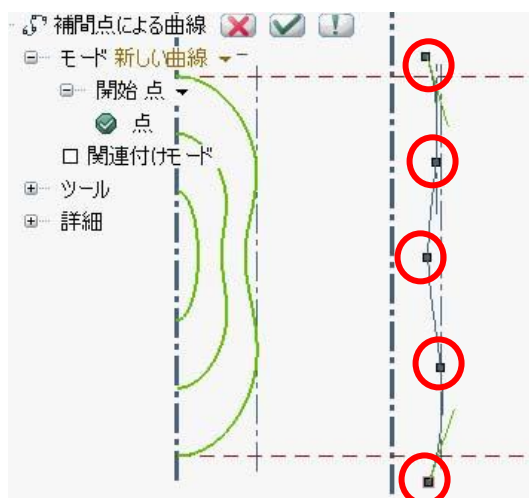 補間点による曲線
モード 新しい曲線
開始 点
点
関連付けモード
ツール
詳細